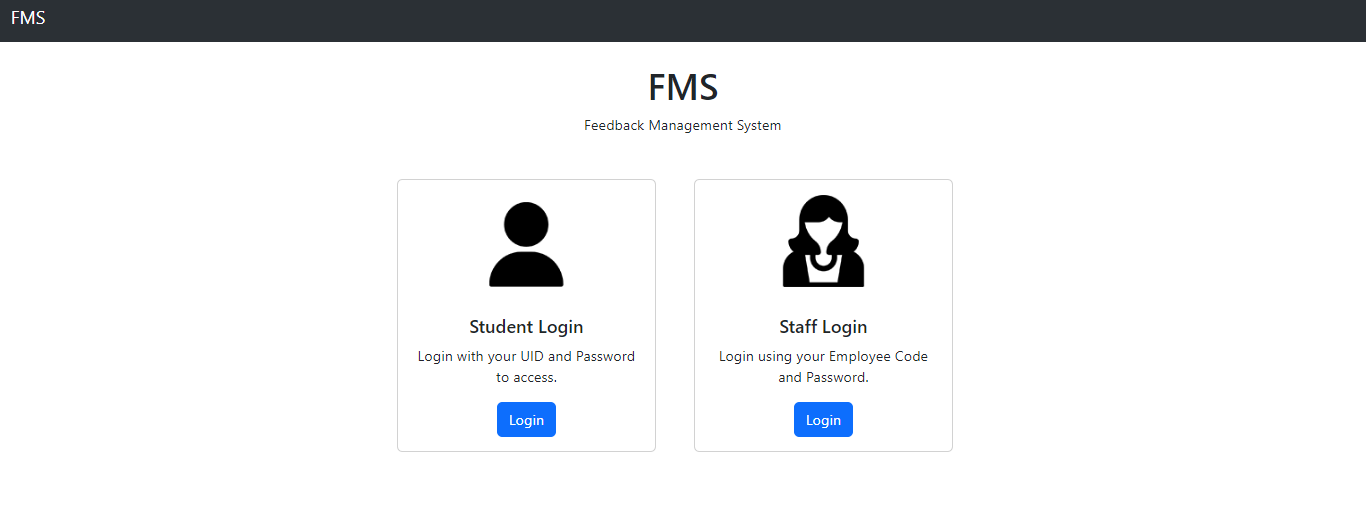 FMS
FMS
Feedback Management System
Student Login
Login with your UID and Password
to access.
Login
Staff Login
Login using your Employee Code
and Password.
Login